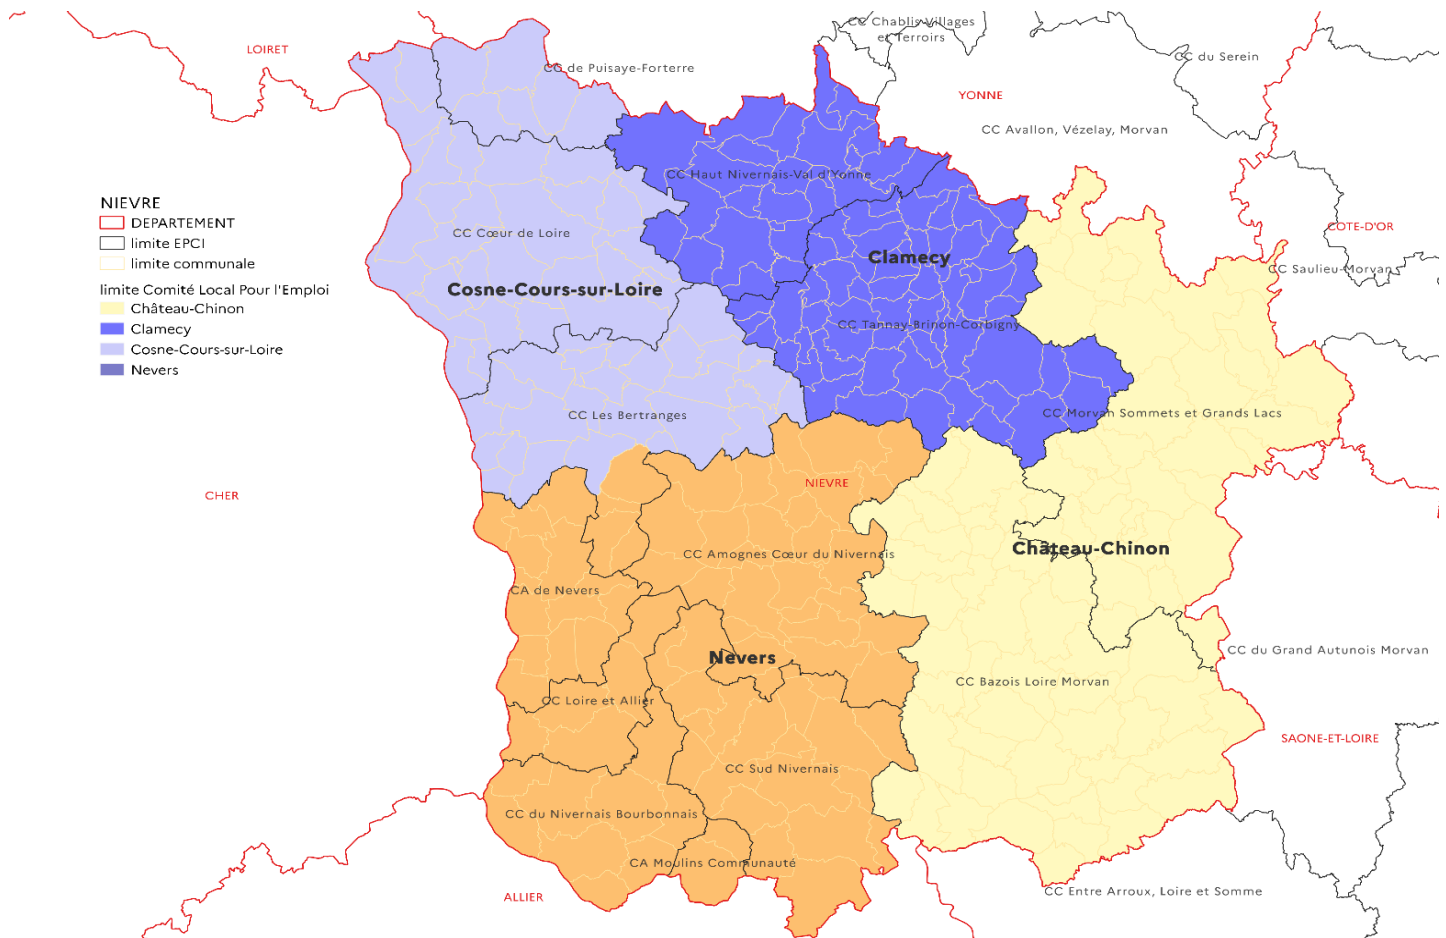 CC Chablis Villages
et Terroirs
LOIRET
CC du Serein
CC de Puisaye-Forterre
YONNE
CC Avallon, Vézelay, Morvan
CC Haut Nivernais-Val d'Yonne
NIEVRE
DEPARTEMENT
limite EPCI
limite communale
limite Comité Local Pour l'Emploi
Château-Chinon
Clamecy
Cosne-Cours-sur-Loire
Nevers
COTE-D'OR
CC Cœur de Loire
Clamecy
CC Saulieu-Morvan
Cosne-Cours-sur-Loire
CC Tannay-Brinon-Corbigny
CC Les Bertranges
CC Morvan Sommets et Grands Lacs
NIEVRE
CHER
Château-Chinon
CC Amognes Cœur du Nivernais
CA de Nevers
CC du Grand Autunois Morvan
Nevers
CC Bazois Loire Morvan
CC Loire et Allier
SAONE-ET-LOIRE
CC Sud Nivernais
CC du Nivernais Bourbonnais
CA Moulins Communauté
CC Entre Arroux, Loire et Somme
ALLIER